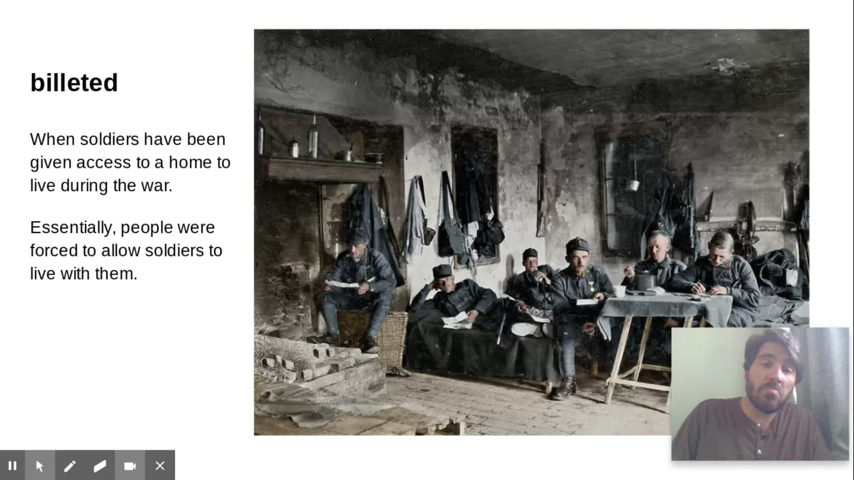 billeted
When soldiers have been
given access to a home to
live during the war.
Essentially, people were
forced to allow soldiers to
live with them.